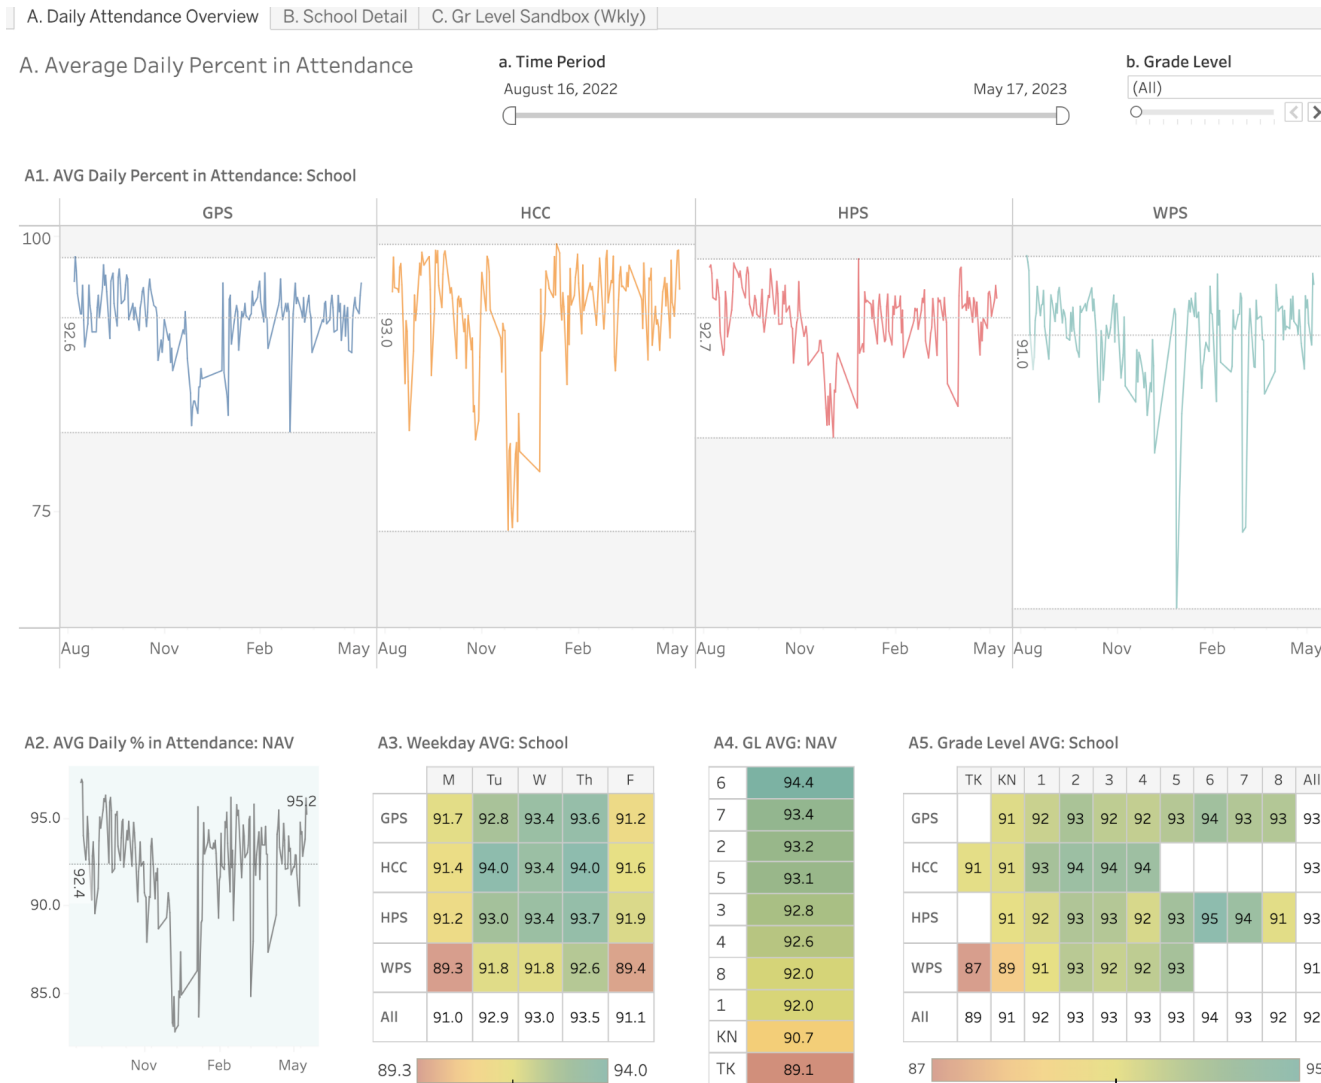 A. Daily Attendance Overview B. School Detail C. Gr Level Sandbox (Wkly)
A. Average Daily Percent in Attendance
a. Time Period
August 16, 2022 May 17, 2023
b. Grade Level
(All)
A1. AVG Daily Percent in Attendance: School
GPS HCC HPS WPS
100
75
92.6
93.0
92.7
91.0
Aug Nov Feb May Aug Nov Feb May Aug Nov Feb May Aug Nov Feb May
A2. AVG Daily % in Attendance: NAV
95.2
95.0
92.4
90.0
85.0
Nov Feb May
A3. Weekday AVG: School
M Tu W Th F
GPS 91.7 92.8 93.4 93.6 91.2
HCC 91.4 94.0 93.4 94.0 91.6
HPS 91.2 93.0 93.4 93.7 91.9
WPS 89.3 91.8 91.8 92.6 89.4
All 91.0 92.9 93.0 93.5 91.1
89.3 94.0
A4. GL AVG: NAV
6 94.4
7 93.4
2 93.2
5 93.1
3 92.8
4 92.6
8 92.0
1 92.0
KN 90.7
TK 89.1
A5. Grade Level AVG: School
TK KN 1 2 3 4 5 6 7 8 All
GPS 91 92 93 92 92 93 94 93 93 93
HCC 91 91 93 94 94 94 93
HPS 91 92 93 93 92 93 95 94 91 93
WPS 87 89 91 93 92 92 93 91
All 89 91 92 93 93 93 93 94 93 92 92
87 95